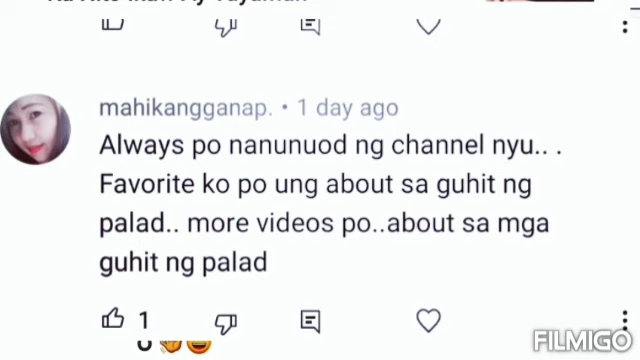 mahikangganap. • 1 day ago
Always po nanunuod ng channel nyu.. .
Favorite ko po ung about sa guhit ng
palad.. more videos po..about sa mga
guhit ng palad
1
FILMIGO